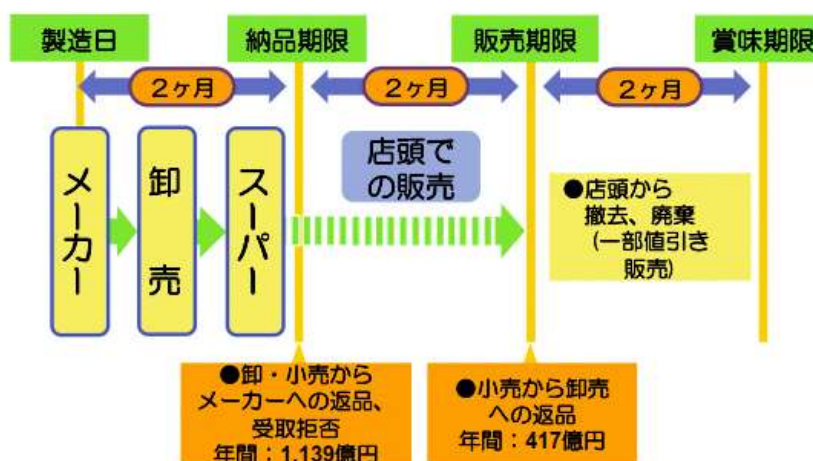 製造日
納品期限
販売期限
賞味期限
2ヶ月
2ヶ月
2ヶ月
メーカー
卸売
スーパー
店頭で
の販売
●店頭から
撤去、廃棄
(一部値引き
販売)
●卸・小売から
メーカーへの返品、
受取拒否
年間：1,139億円
●小売から卸売
への返品
年間：417億円